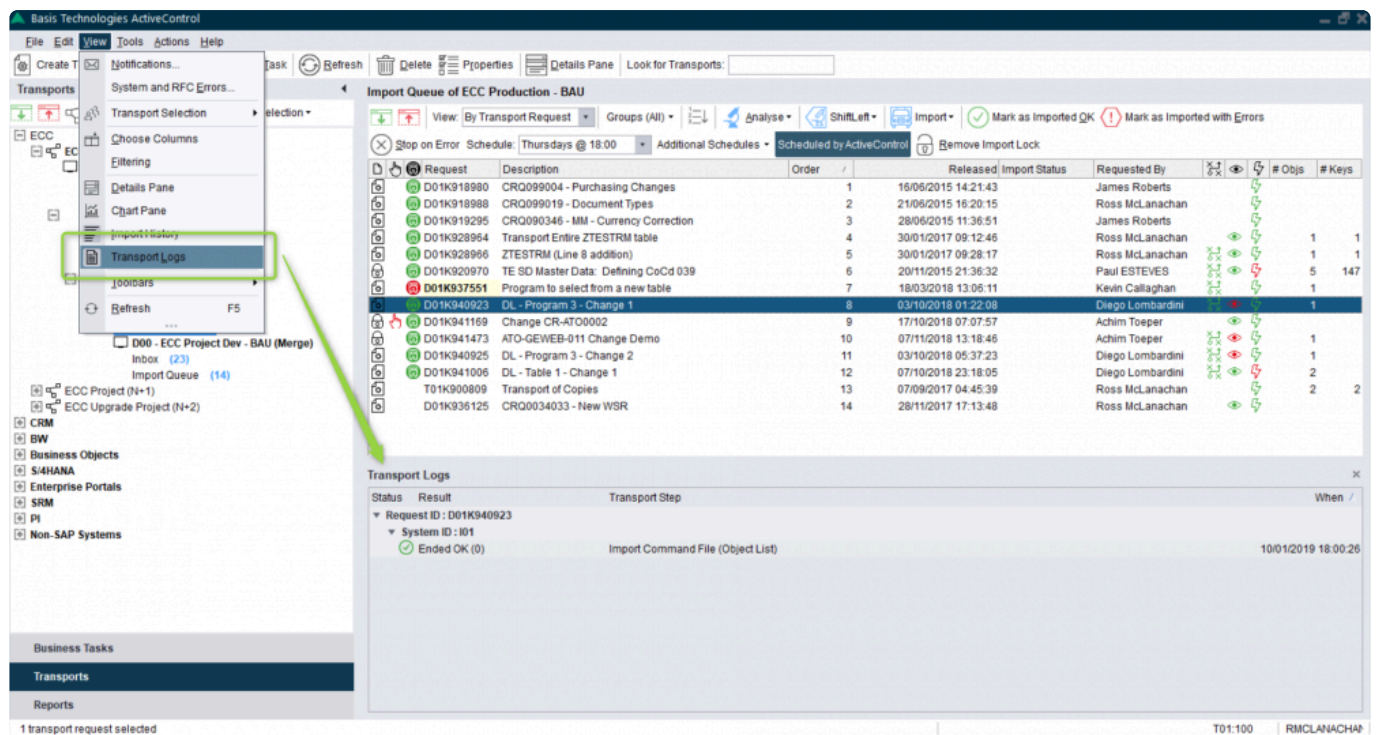 Basis Technologies ActiveControl
File Edit View Tools Actions Help
Create T Task Refresh Delete Properties Details Pane Look for Transports:
Notifications...
System and RFC Errors...
Transport Selection
Choose Columns
Filtering
Details Pane
Chart Pane
Import History
Transport Logs
Toolbars
Refresh F5
...
Transports
election
ECC
EC
D00 - ECC Project Dev - BAU (Merge)
Inbox (23)
Import Queue (14)
ECC Project (N+1)
ECC Upgrade Project (N+2)
CRM
BW
Business Objects
S/4HANA
Enterprise Portals
SRM
PI
Non-SAP Systems
Business Tasks
Transports
Reports
Import Queue of ECC Production - BAU
View: By Transport Request Groups (All) Analyse ShiftLeft Import Mark as Imported OK Mark as Imported with Errors
Stop on Error Schedule: Thursdays @ 18:00 Additional Schedules Scheduled by ActiveControl Remove Import Lock
Request Description Order Released Import Status Requested By # Objs # Keys
D01K918980 CRQ099004 - Purchasing Changes 1 16/06/2015 14:21:43 James Roberts
D01K918988 CRQ099019 - Document Types 2 21/06/2015 16:20:15 Ross McLanachan
D01K919295 CRQ090346 - MM - Currency Correction 3 28/06/2015 11:36:51 James Roberts
D01K928964 Transport Entire ZTESTRM table 4 30/01/2017 09:12:46 Ross McLanachan 1 1
D01K928966 ZTESTRM (Line 8 addition) 5 30/01/2017 09:28:17 Ross McLanachan 1 1
D01K920970 TE SD Master Data: Defining CoCd 039 6 20/11/2015 21:36:32 Paul ESTEVES 5 147
D01K937551 Program to select from a new table 7 18/03/2018 13:06:11 Kevin Callaghan 1
D01K940923 DL - Program 3 - Change 1 8 03/10/2018 01:22:08 Diego Lombardini 1
D01K941169 Change CR-ATO0002 9 17/10/2018 07:07:57 Achim Toeper
D01K941473 ATO-GEWEB-011 Change Demo 10 07/11/2018 13:18:46 Achim Toeper 1
D01K940925 DL - Program 3 - Change 2 11 03/10/2018 05:37:23 Diego Lombardini 1
D01K941006 DL - Table 1 - Change 1 12 07/10/2018 23:18:05 Diego Lombardini 2
T01K900809 Transport of Copies 13 07/09/2017 04:45:39 Ross McLanachan 2 2
D01K936125 CRQ0034033 - New WSR 14 28/11/2017 17:13:48 Ross McLanachan
Transport Logs
Status Result Transport Step When
Request ID : D01K940923
System ID : I01
Ended OK (0) Import Command File (Object List) 10/01/2019 18:00:26
1 transport request selected T01:100 RMCLANACHAN